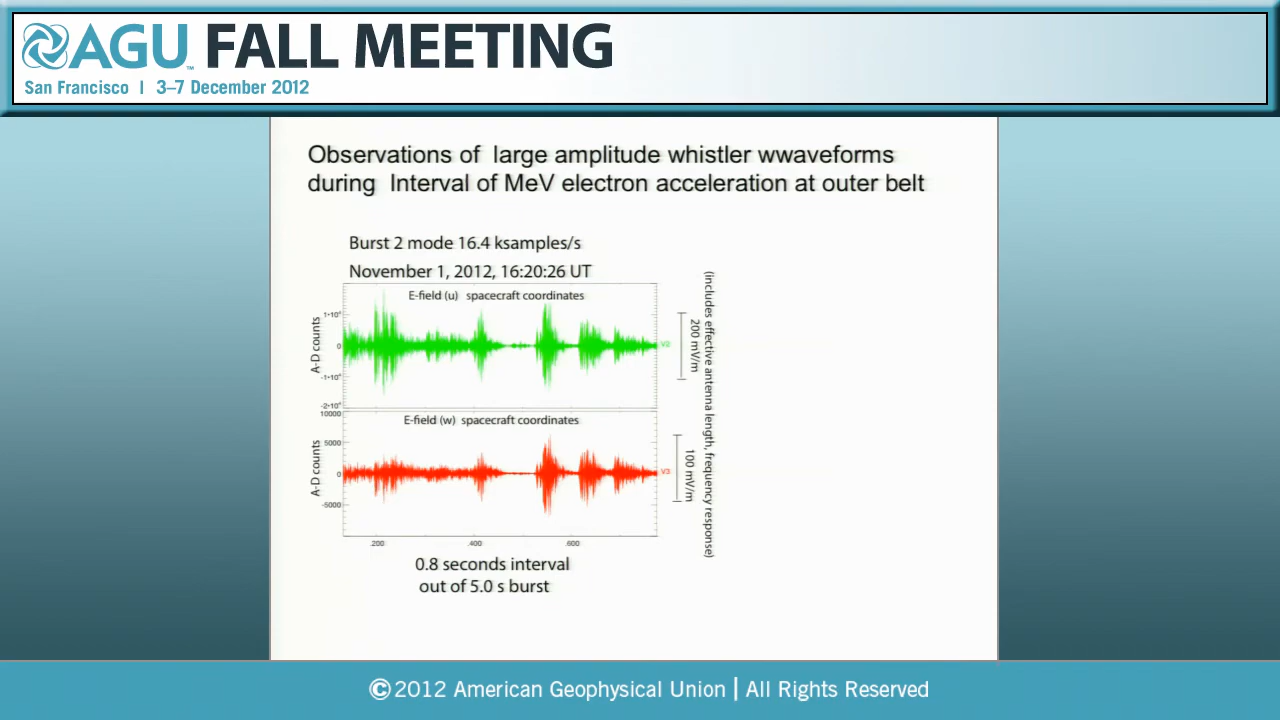 AGU™ FALL MEETING
San Francisco | 3–7 December 2012
Observations of large amplitude whistler wwaveforms
during Interval of MeV electron acceleration at outer belt
Burst 2 mode 16.4 ksamples/s
November 1, 2012, 16:20:26 UT
E-field (u) spacecraft coordinates
A-D counts
1•10⁴
0
-1•10⁴
-2•10⁴
V2
200 mV/m
(includes effective antenna length, frequency response)
E-field (w) spacecraft coordinates
A-D counts
10000
5000
0
-5000
V3
100 mV/m
.200
.400
.600
0.8 seconds interval
out of 5.0 s burst
©2012 American Geophysical Union | All Rights Reserved